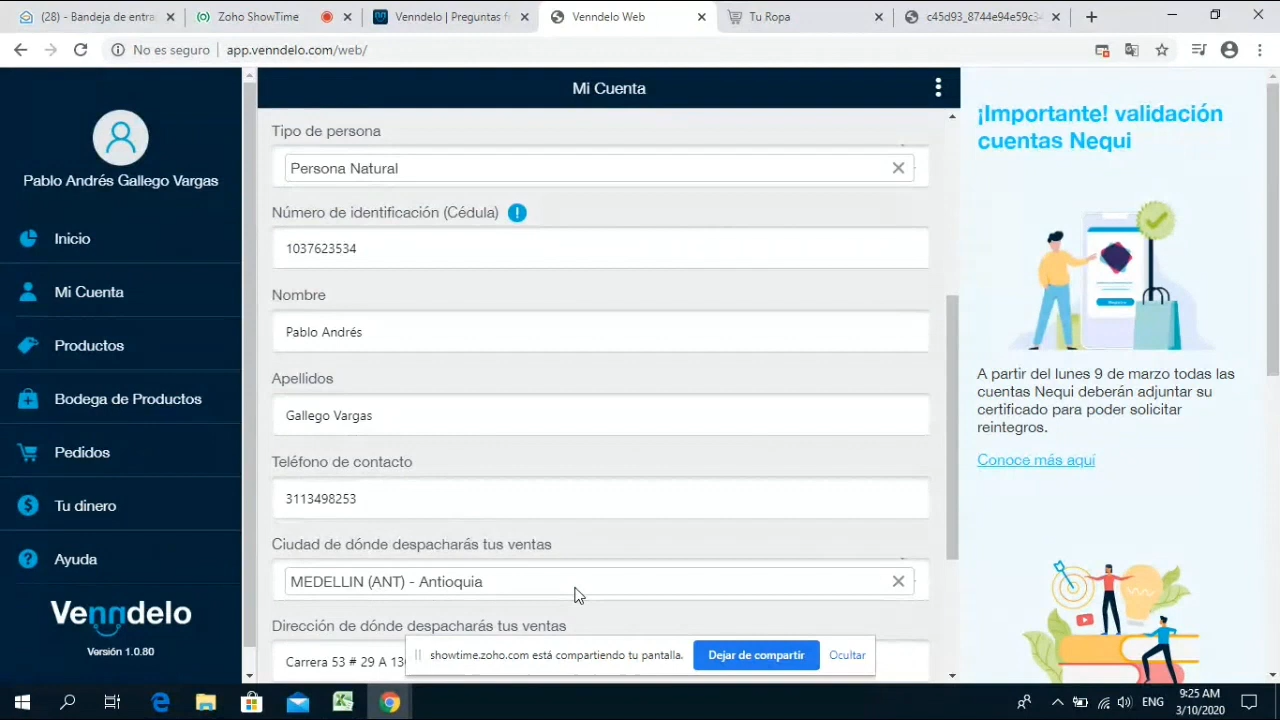 (28) - Bandeja de entra
Zoho ShowTime
Venndelo | Preguntas f
Venndelo Web
Tu Ropa
c45d93_8744e94e59c34
No es seguro
app.venndelo.com/web/
Pablo Andrés Gallego Vargas
Inicio
Mi Cuenta
Productos
Bodega de Productos
Pedidos
Tu dinero
Ayuda
Venndelo
Versión 1.0.80
Mi Cuenta
Tipo de persona
Persona Natural
Número de identificación (Cédula)
1037623534
Nombre
Pablo Andrés
Apellidos
Gallego Vargas
Teléfono de contacto
3113498253
Ciudad de dónde despacharás tus ventas
MEDELLIN (ANT) - Antioquia
Dirección de dónde despacharás tus ventas
Carrera 53 # 29 A 13
showtime.zoho.com está compartiendo tu pantalla.
Dejar de compartir
Ocultar
¡Importante! validación
cuentas Nequi
A partir del lunes 9 de marzo todas las
cuentas Nequi deberán adjuntar su
certificado para poder solicitar
reintegros.
Conoce más aquí
ENG
9:25 AM
3/10/2020